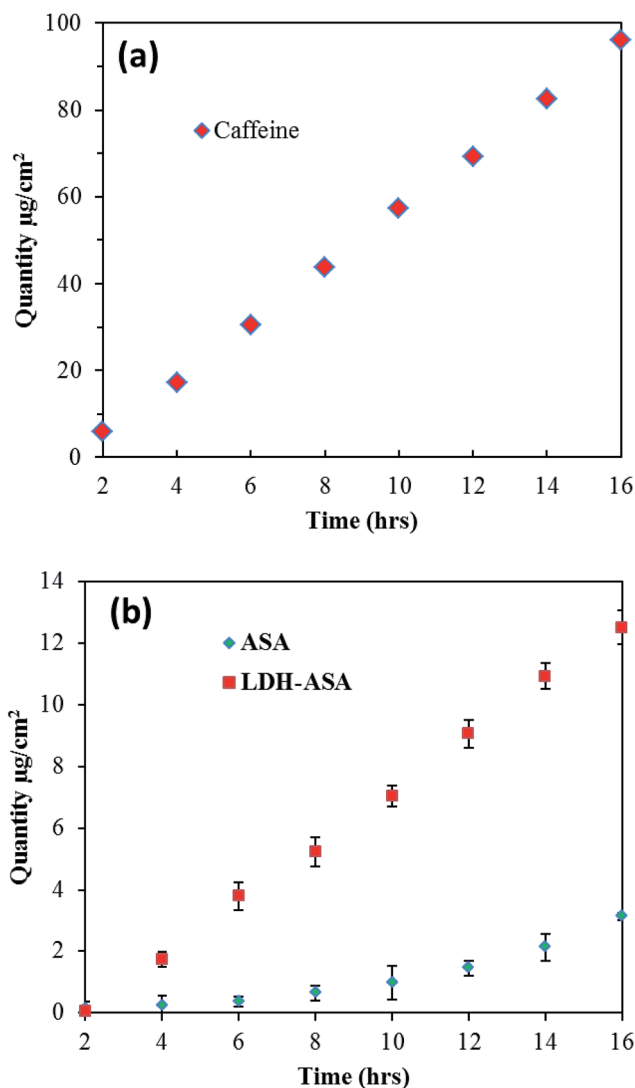 (a)
Caffeine
Quantity µg/cm²
100
80
60
40
20
0
2 4 6 8 10 12 14 16
Time (hrs)
(b)
ASA
LDH-ASA
Quantity µg/cm²
14
12
10
8
6
4
2
0
2 4 6 8 10 12 14 16
Time (hrs)